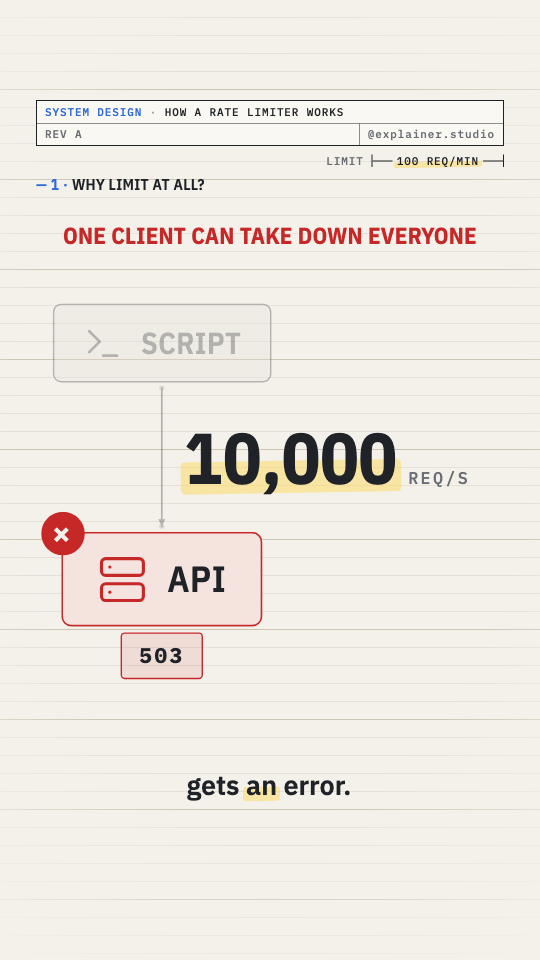 SYSTEM DESIGN · HOW A RATE LIMITER WORKS
REV A
@explainer.studio
LIMIT 100 REQ/MIN
— 1 · WHY LIMIT AT ALL?
ONE CLIENT CAN TAKE DOWN EVERYONE
>_ SCRIPT
10,000 REQ/S
API
503
gets an error.